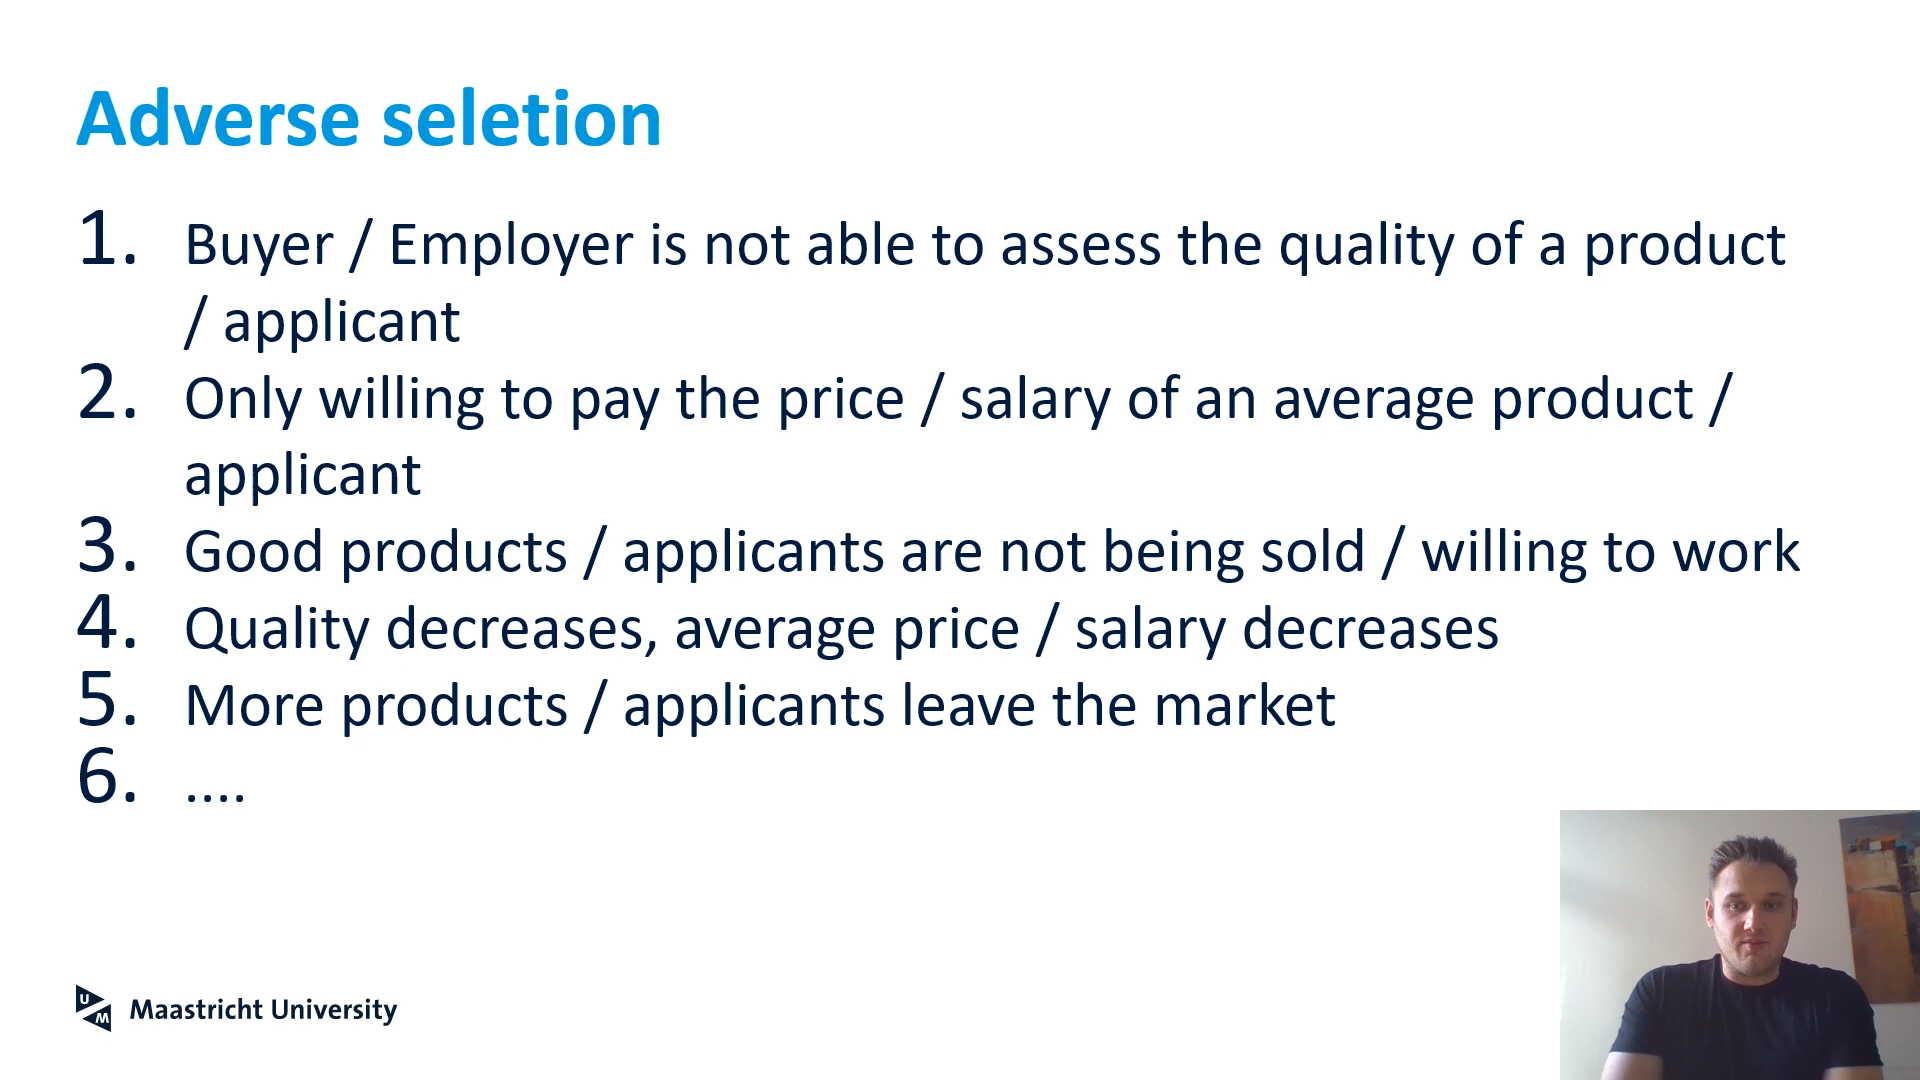 Adverse seletion
1. Buyer / Employer is not able to assess the quality of a product
/ applicant
2. Only willing to pay the price / salary of an average product /
applicant
3. Good products / applicants are not being sold / willing to work
4. Quality decreases, average price / salary decreases
5. More products / applicants leave the market
6. ....
UM Maastricht University